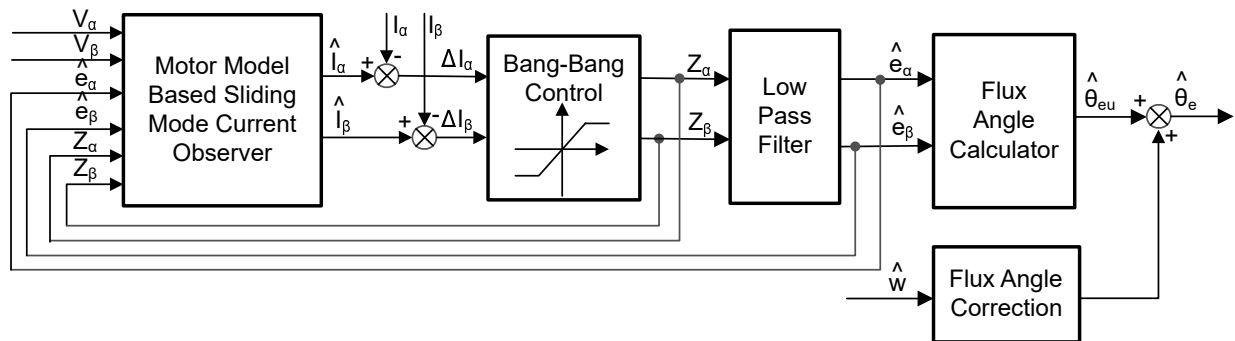 Vα
Vβ
êα
êβ
Zα
Zβ
Motor Model
Based Sliding
Mode Current
Observer
Îα
Îβ
Iα
Iβ
+
-
+
-
ΔIα
ΔIβ
Bang-Bang
Control
Zα
Zβ
Low
Pass
Filter
êα
êβ
Flux
Angle
Calculator
θ̂eu
+
+
θ̂e
ŵ
Flux Angle
Correction